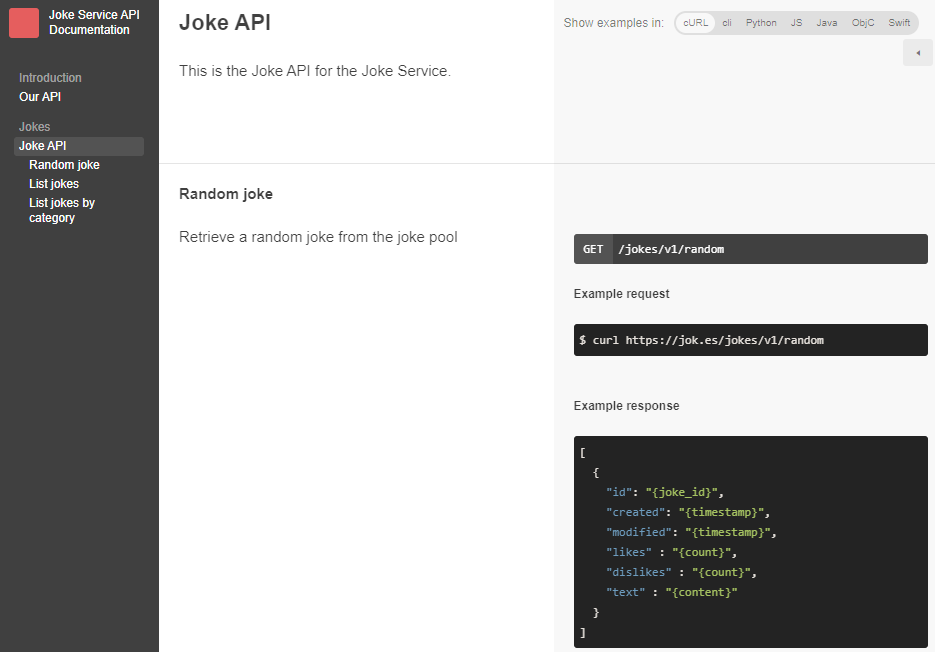 Joke Service API
Documentation
Introduction
Our API
Jokes
Joke API
Random joke
List jokes
List jokes by
category
Joke API
This is the Joke API for the Joke Service.
Random joke
Retrieve a random joke from the joke pool
Show examples in: cURL cli Python JS Java ObjC Swift
GET /jokes/v1/random
Example request
$ curl https://jok.es/jokes/v1/random
Example response
[
{
"id": "{joke_id}",
"created": "{timestamp}",
"modified": "{timestamp}",
"likes" : "{count}",
"dislikes" : "{count}",
"text" : "{content}"
}
]